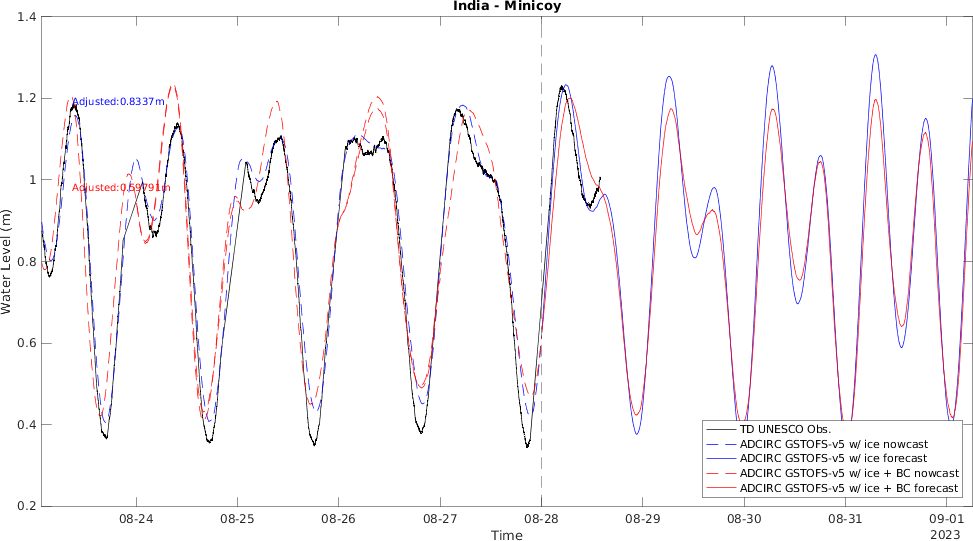 India - Minicoy
1.4
1.2
1
0.8
0.6
0.4
0.2
Water Level (m)
Adjusted:0.8337m
Adjusted:0.59791m
TD UNESCO Obs.
ADCIRC GSTOFS-v5 w/ ice nowcast
ADCIRC GSTOFS-v5 w/ ice forecast
ADCIRC GSTOFS-v5 w/ ice + BC nowcast
ADCIRC GSTOFS-v5 w/ ice + BC forecast
08-24 08-25 08-26 08-27 08-28 08-29 08-30 08-31 09-01
2023
Time